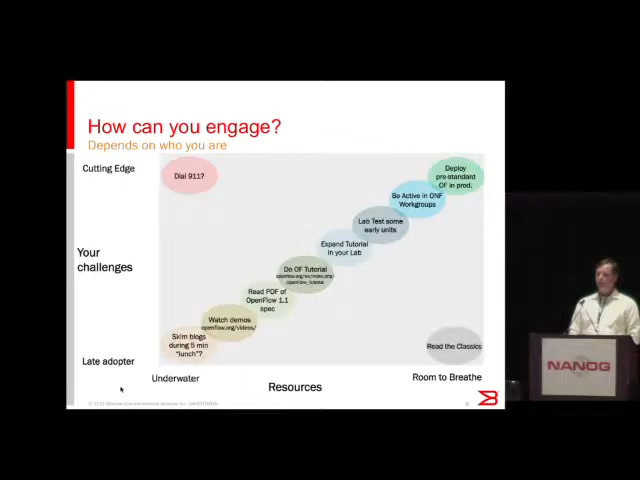 How can you engage?
Depends on who you are
Cutting Edge
Dial 911?
Deploy
pre-standard
OF in prod.
Be Active in ONF
Workgroups
Lab Test some
early units
Your
challenges
Expand Tutorial
in your Lab
Do OF Tutorial
Read PDF of
OpenFlow 1.1
spec
Watch demos
openflow.org/videos/
Skim blogs
during 5 min
"lunch"?
Read the Classics
Late adopter
Underwater
Resources
Room to Breathe
NANOG